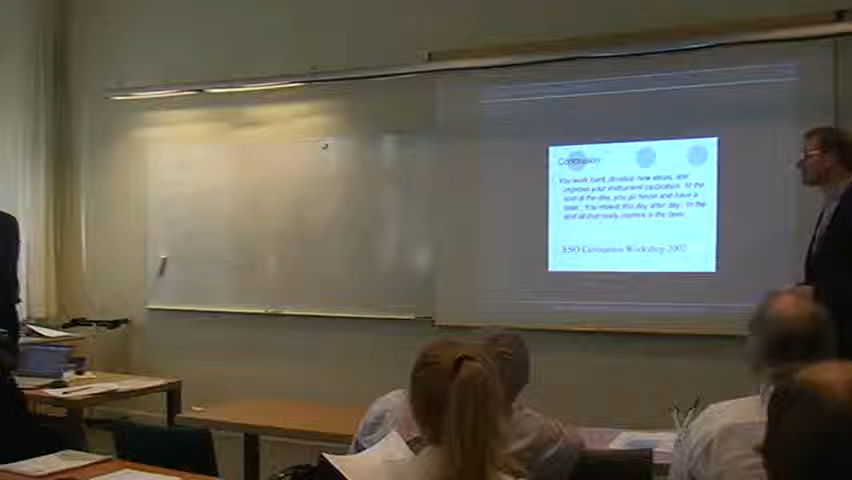 Conclusion
You work hard, develop new ideas, and
improve your instrument calibration. At the
end of the day, you go home and have a
beer. You repeat this day after day. In the
end all that really matters is the beer.
ESO Calibration Workshop 2007